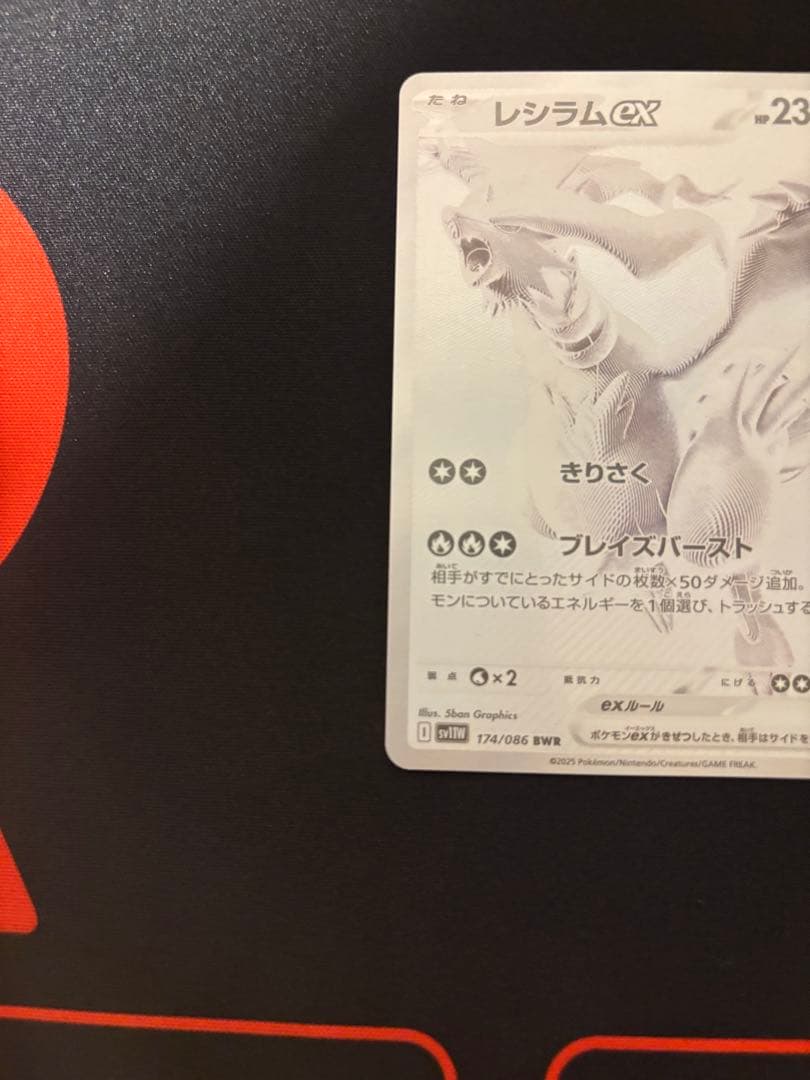 たね レシラムex HP 23
きりさく
ブレイズバースト
相手がすでにとったサイドの枚数×50ダメージ追加。
モンについているエネルギーを1個選び、トラッシュする
弱点 ×2 抵抗力 にげる
exルール
Illus. 5ban Graphics
I sv11W 174/086 BWR
ポケモンexがきぜつしたとき、相手はサイドを
©2025 Pokémon/Nintendo/Creatures/GAME FREAK.